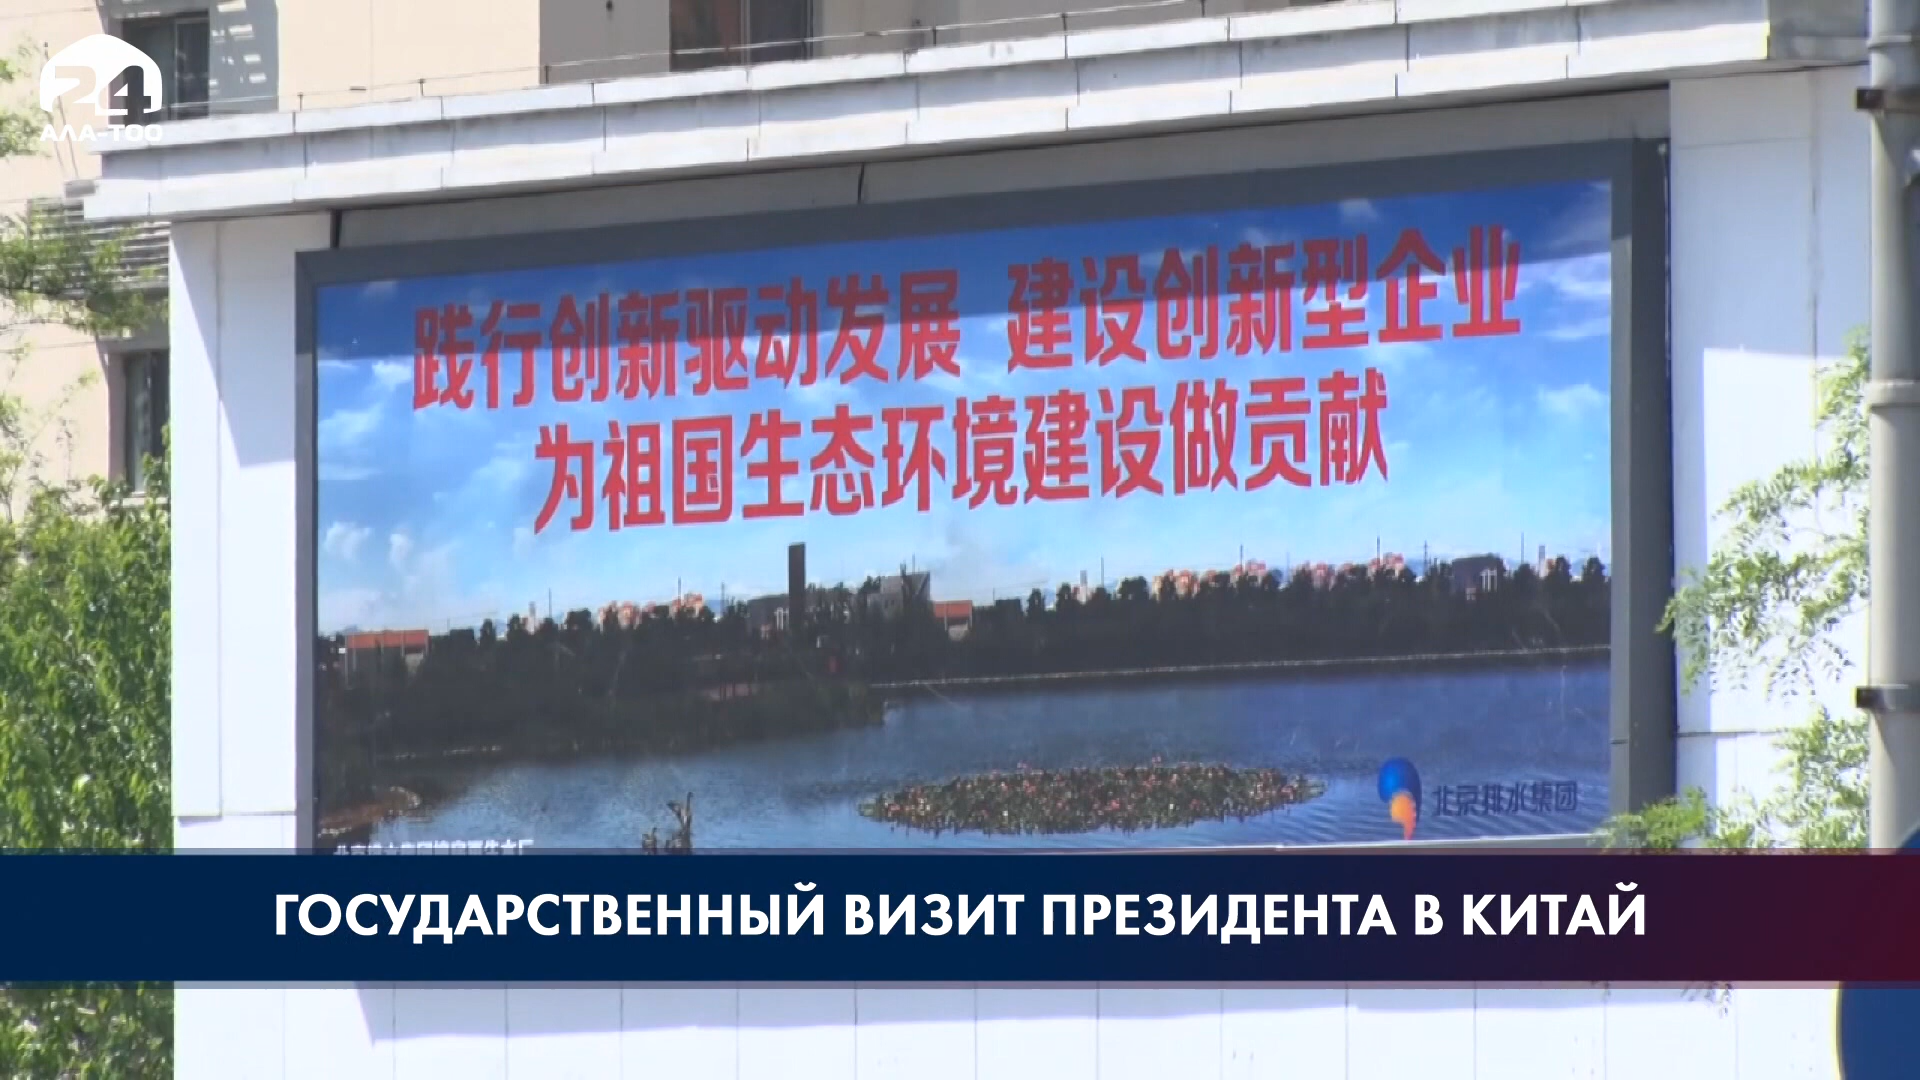 24
АЛА-ТОО
践行创新驱动发展 建设创新型企业
为祖国生态环境建设做贡献
北京排水集团
ГОСУДАРСТВЕННЫЙ ВИЗИТ ПРЕЗИДЕНТА В КИТАЙ